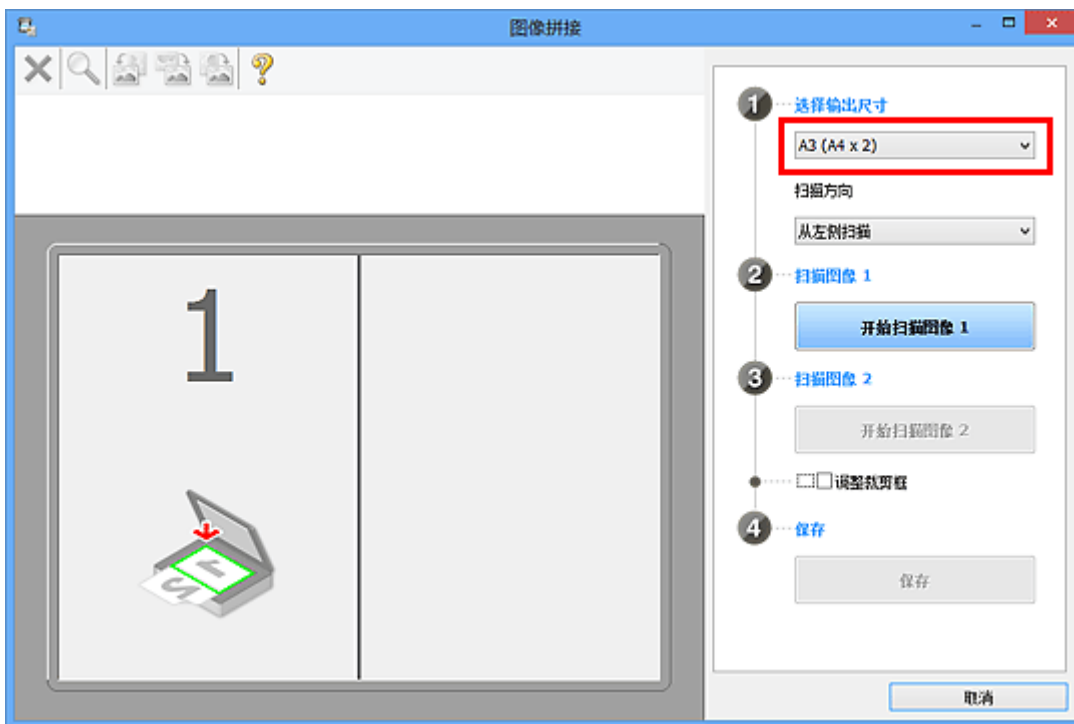 图像拼接
1
选择输出尺寸
A3 (A4 x 2)
扫描方向
从左侧扫描
2
扫描图像 1
开始扫描图像 1
3
扫描图像 2
开始扫描图像 2
调整裁剪框
4
保存
保存
取消
1